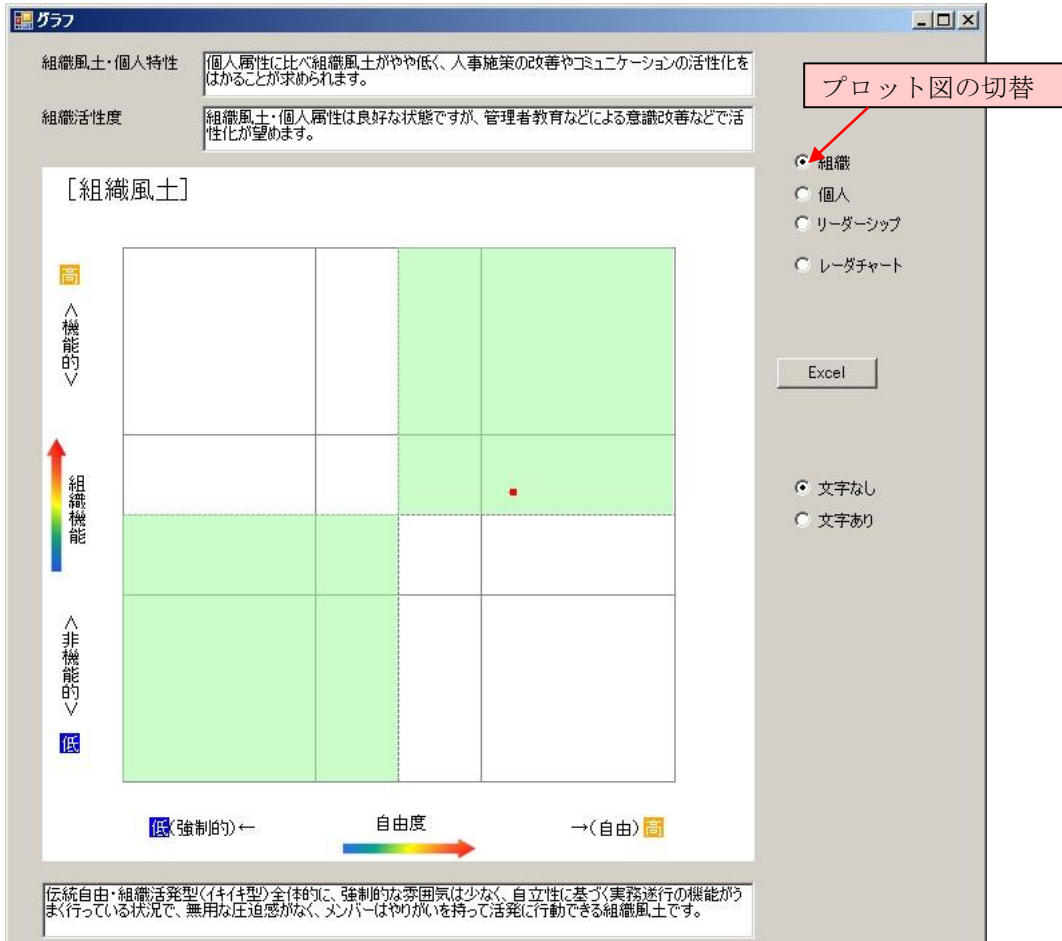 グラフ
組織風土・個人特性
個人属性に比べ組織風土がやや低く、人事施策の改善やコミュニケーションの活性化を
はかることが求められます。
プロット図の切替
組織活性度
組織風土・個人属性は良好な状態ですが、管理者教育などによる意識改善などで活
性化が望めます。
組織
個人
リーダーシップ
レーダチャート
[組織風土]
高
<機能的>
組織機能
<非機能的>
低
Excel
文字なし
文字あり
低(強制的)←
自由度
→(自由)高
伝統自由・組織活発型(イキイキ型)全体的に、強制的な雰囲気は少なく、自立性に基づく実務遂行の機能がう
まく行っている状況で、無用な圧迫感がなく、メンバーはやりがいを持って活発に行動できる組織風土です。